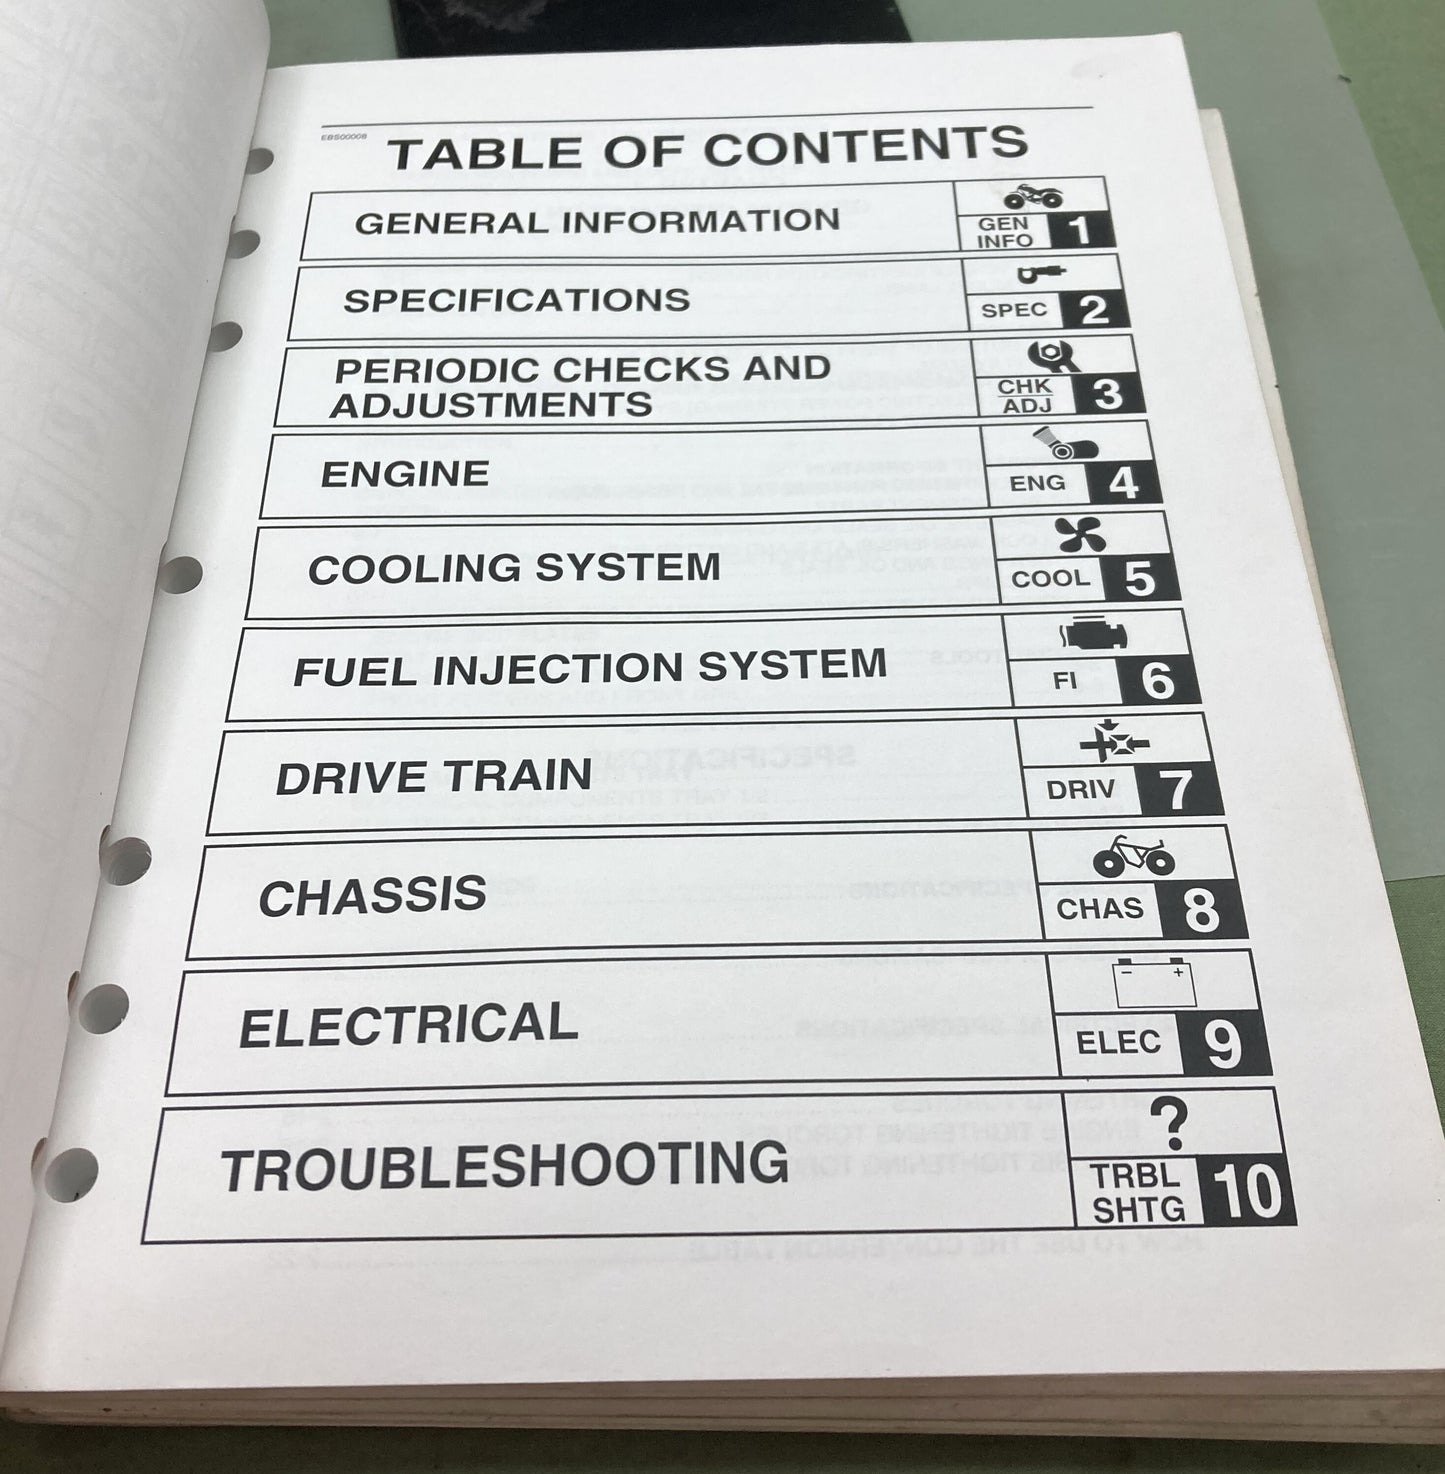 EBS00008
TABLE OF CONTENTS
GENERAL INFORMATION
GEN
INFO
1
SPECIFICATIONS
SPEC
2
PERIODIC CHECKS AND
ADJUSTMENTS
CHK
ADJ
3
ENGINE
ENG
4
COOLING SYSTEM
COOL
5
FUEL INJECTION SYSTEM
FI
6
DRIVE TRAIN
DRIV
7
CHASSIS
CHAS
8
ELECTRICAL
– +
ELEC
9
TROUBLESHOOTING
?
TRBL
SHTG
10